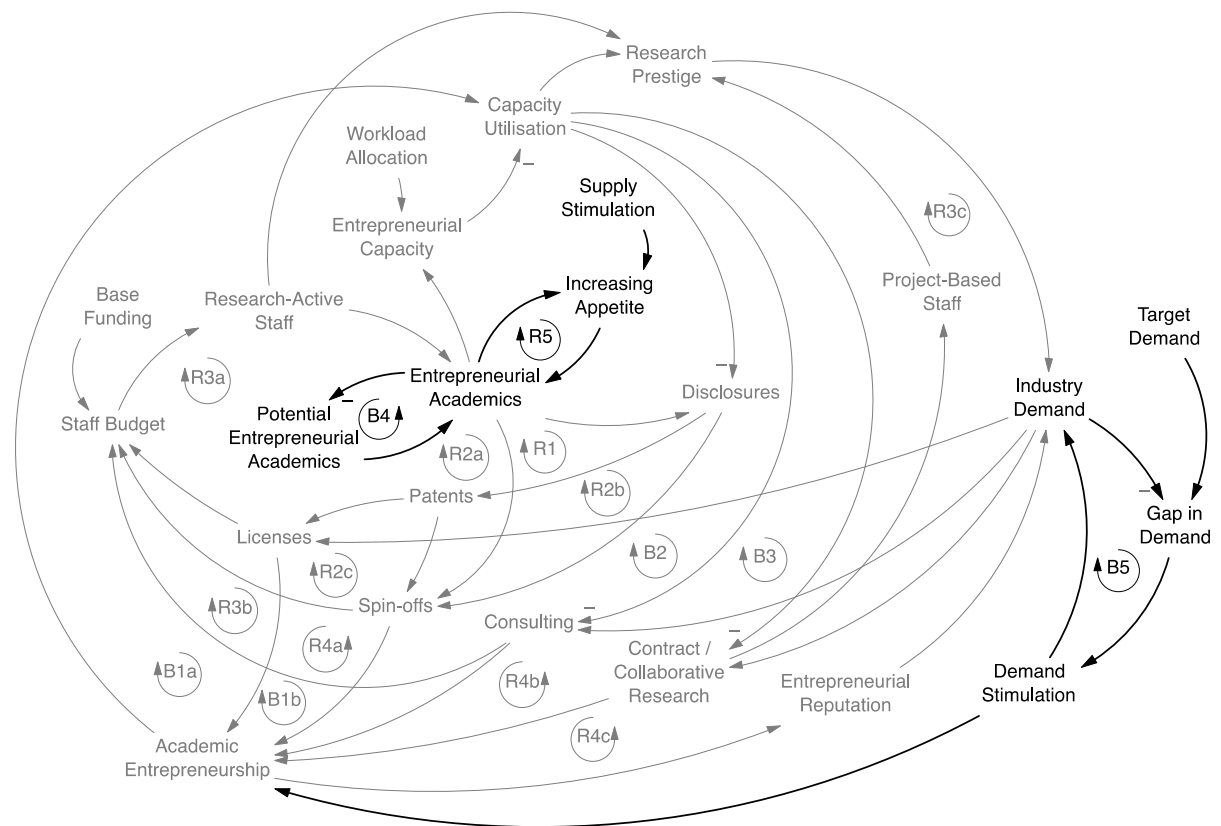 Research
Prestige
Capacity
Utilisation
Workload
Allocation
–
Supply
Stimulation
R3c
Entrepreneurial
Capacity
Increasing
Appetite
Project-Based
Staff
Base
Funding
Research-Active
Staff
Target
Demand
R5
R3a
Entrepreneurial
Academics
–
Disclosures
Industry
Demand
–
Potential
Entrepreneurial
Academics
B4
Staff Budget
R2a
R1
Patents
R2b
–
Gap in
Demand
Licenses
B2
B3
B5
R2c
R3b
Spin-offs
–
Consulting
–
Contract /
Collaborative
Research
R4a
B1a
B1b
R4b
Entrepreneurial
Reputation
Demand
Stimulation
R4c
Academic
Entrepreneurship